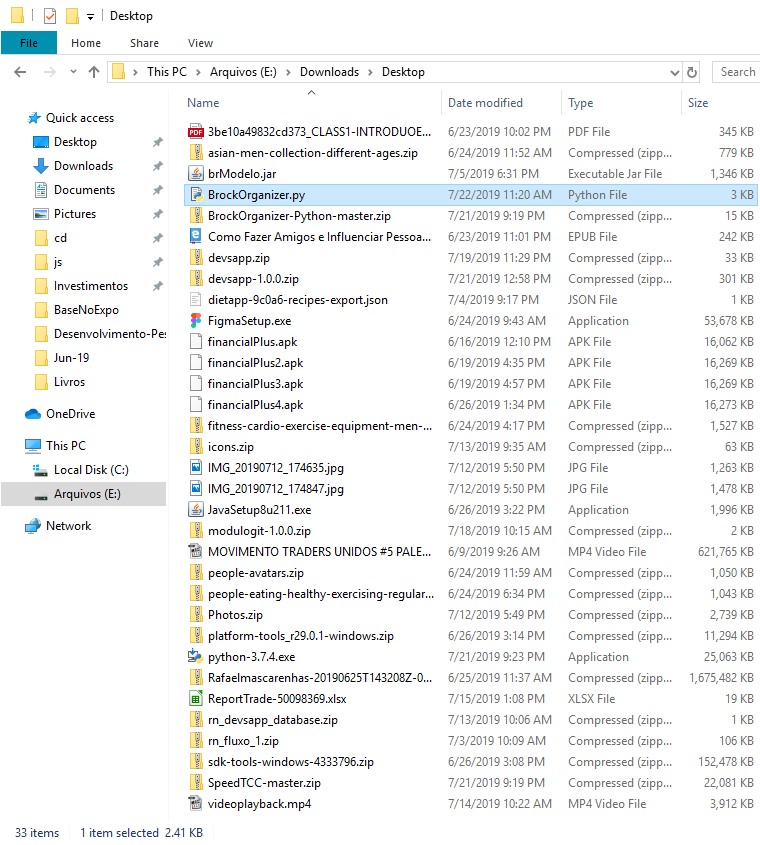 Desktop
File Home Share View
This PC Arquivos (E:) Downloads Desktop Search
Name Date modified Type Size
Quick access
Desktop
Downloads
Documents
Pictures
cd
js
Investimentos
BaseNoExpo
Desenvolvimento-Pes
Jun-19
Livros
OneDrive
This PC
Local Disk (C:)
Arquivos (E:)
Network
PDF 3be10a49832cd373_CLASS1-INTRODUOE... 6/23/2019 10:02 PM PDF File 345 KB
asian-men-collection-different-ages.zip 6/24/2019 11:52 AM Compressed (zipp... 779 KB
brModelo.jar 7/5/2019 6:31 PM Executable Jar File 1,346 KB
BrockOrganizer.py 7/22/2019 11:20 AM Python File 3 KB
BrockOrganizer-Python-master.zip 7/21/2019 9:19 PM Compressed (zipp... 15 KB
Como Fazer Amigos e Influenciar Pessoa... 6/23/2019 11:01 PM EPUB File 242 KB
devsapp.zip 7/19/2019 11:29 PM Compressed (zipp... 33 KB
devsapp-1.0.0.zip 7/21/2019 12:58 PM Compressed (zipp... 301 KB
dietapp-9c0a6-recipes-export.json 7/4/2019 9:17 PM JSON File 1 KB
FigmaSetup.exe 6/24/2019 9:43 AM Application 53,678 KB
financialPlus.apk 6/16/2019 12:10 PM APK File 16,062 KB
financialPlus2.apk 6/19/2019 4:35 PM APK File 16,269 KB
financialPlus3.apk 6/19/2019 4:57 PM APK File 16,269 KB
financialPlus4.apk 6/26/2019 1:34 PM APK File 16,273 KB
fitness-cardio-exercise-equipment-men-... 6/24/2019 4:17 PM Compressed (zipp... 1,527 KB
icons.zip 7/13/2019 9:35 AM Compressed (zipp... 63 KB
IMG_20190712_174635.jpg 7/12/2019 5:50 PM JPG File 1,263 KB
IMG_20190712_174847.jpg 7/12/2019 5:50 PM JPG File 1,478 KB
JavaSetup8u211.exe 6/26/2019 3:22 PM Application 1,996 KB
modulogit-1.0.0.zip 7/18/2019 10:15 AM Compressed (zipp... 2 KB
MOVIMENTO TRADERS UNIDOS #5 PALE... 6/9/2019 9:26 AM MP4 Video File 621,765 KB
people-avatars.zip 6/24/2019 11:59 AM Compressed (zipp... 1,050 KB
people-eating-healthy-exercising-regular... 6/24/2019 6:34 PM Compressed (zipp... 1,043 KB
Photos.zip 7/12/2019 5:49 PM Compressed (zipp... 2,739 KB
platform-tools_r29.0.1-windows.zip 6/26/2019 3:14 PM Compressed (zipp... 11,294 KB
python-3.7.4.exe 7/21/2019 9:23 PM Application 25,063 KB
Rafaelmascarenhas-20190625T143208Z-0... 6/25/2019 11:37 AM Compressed (zipp... 1,675,482 KB
ReportTrade-50098369.xlsx 7/15/2019 1:08 PM XLSX File 19 KB
rn_devsapp_database.zip 7/13/2019 10:06 AM Compressed (zipp... 1 KB
rn_fluxo_1.zip 7/3/2019 10:09 AM Compressed (zipp... 106 KB
sdk-tools-windows-4333796.zip 6/26/2019 3:08 PM Compressed (zipp... 152,478 KB
SpeedTCC-master.zip 7/21/2019 9:19 PM Compressed (zipp... 22,081 KB
videoplayback.mp4 7/14/2019 10:22 AM MP4 Video File 3,912 KB
33 items 1 item selected 2.41 KB